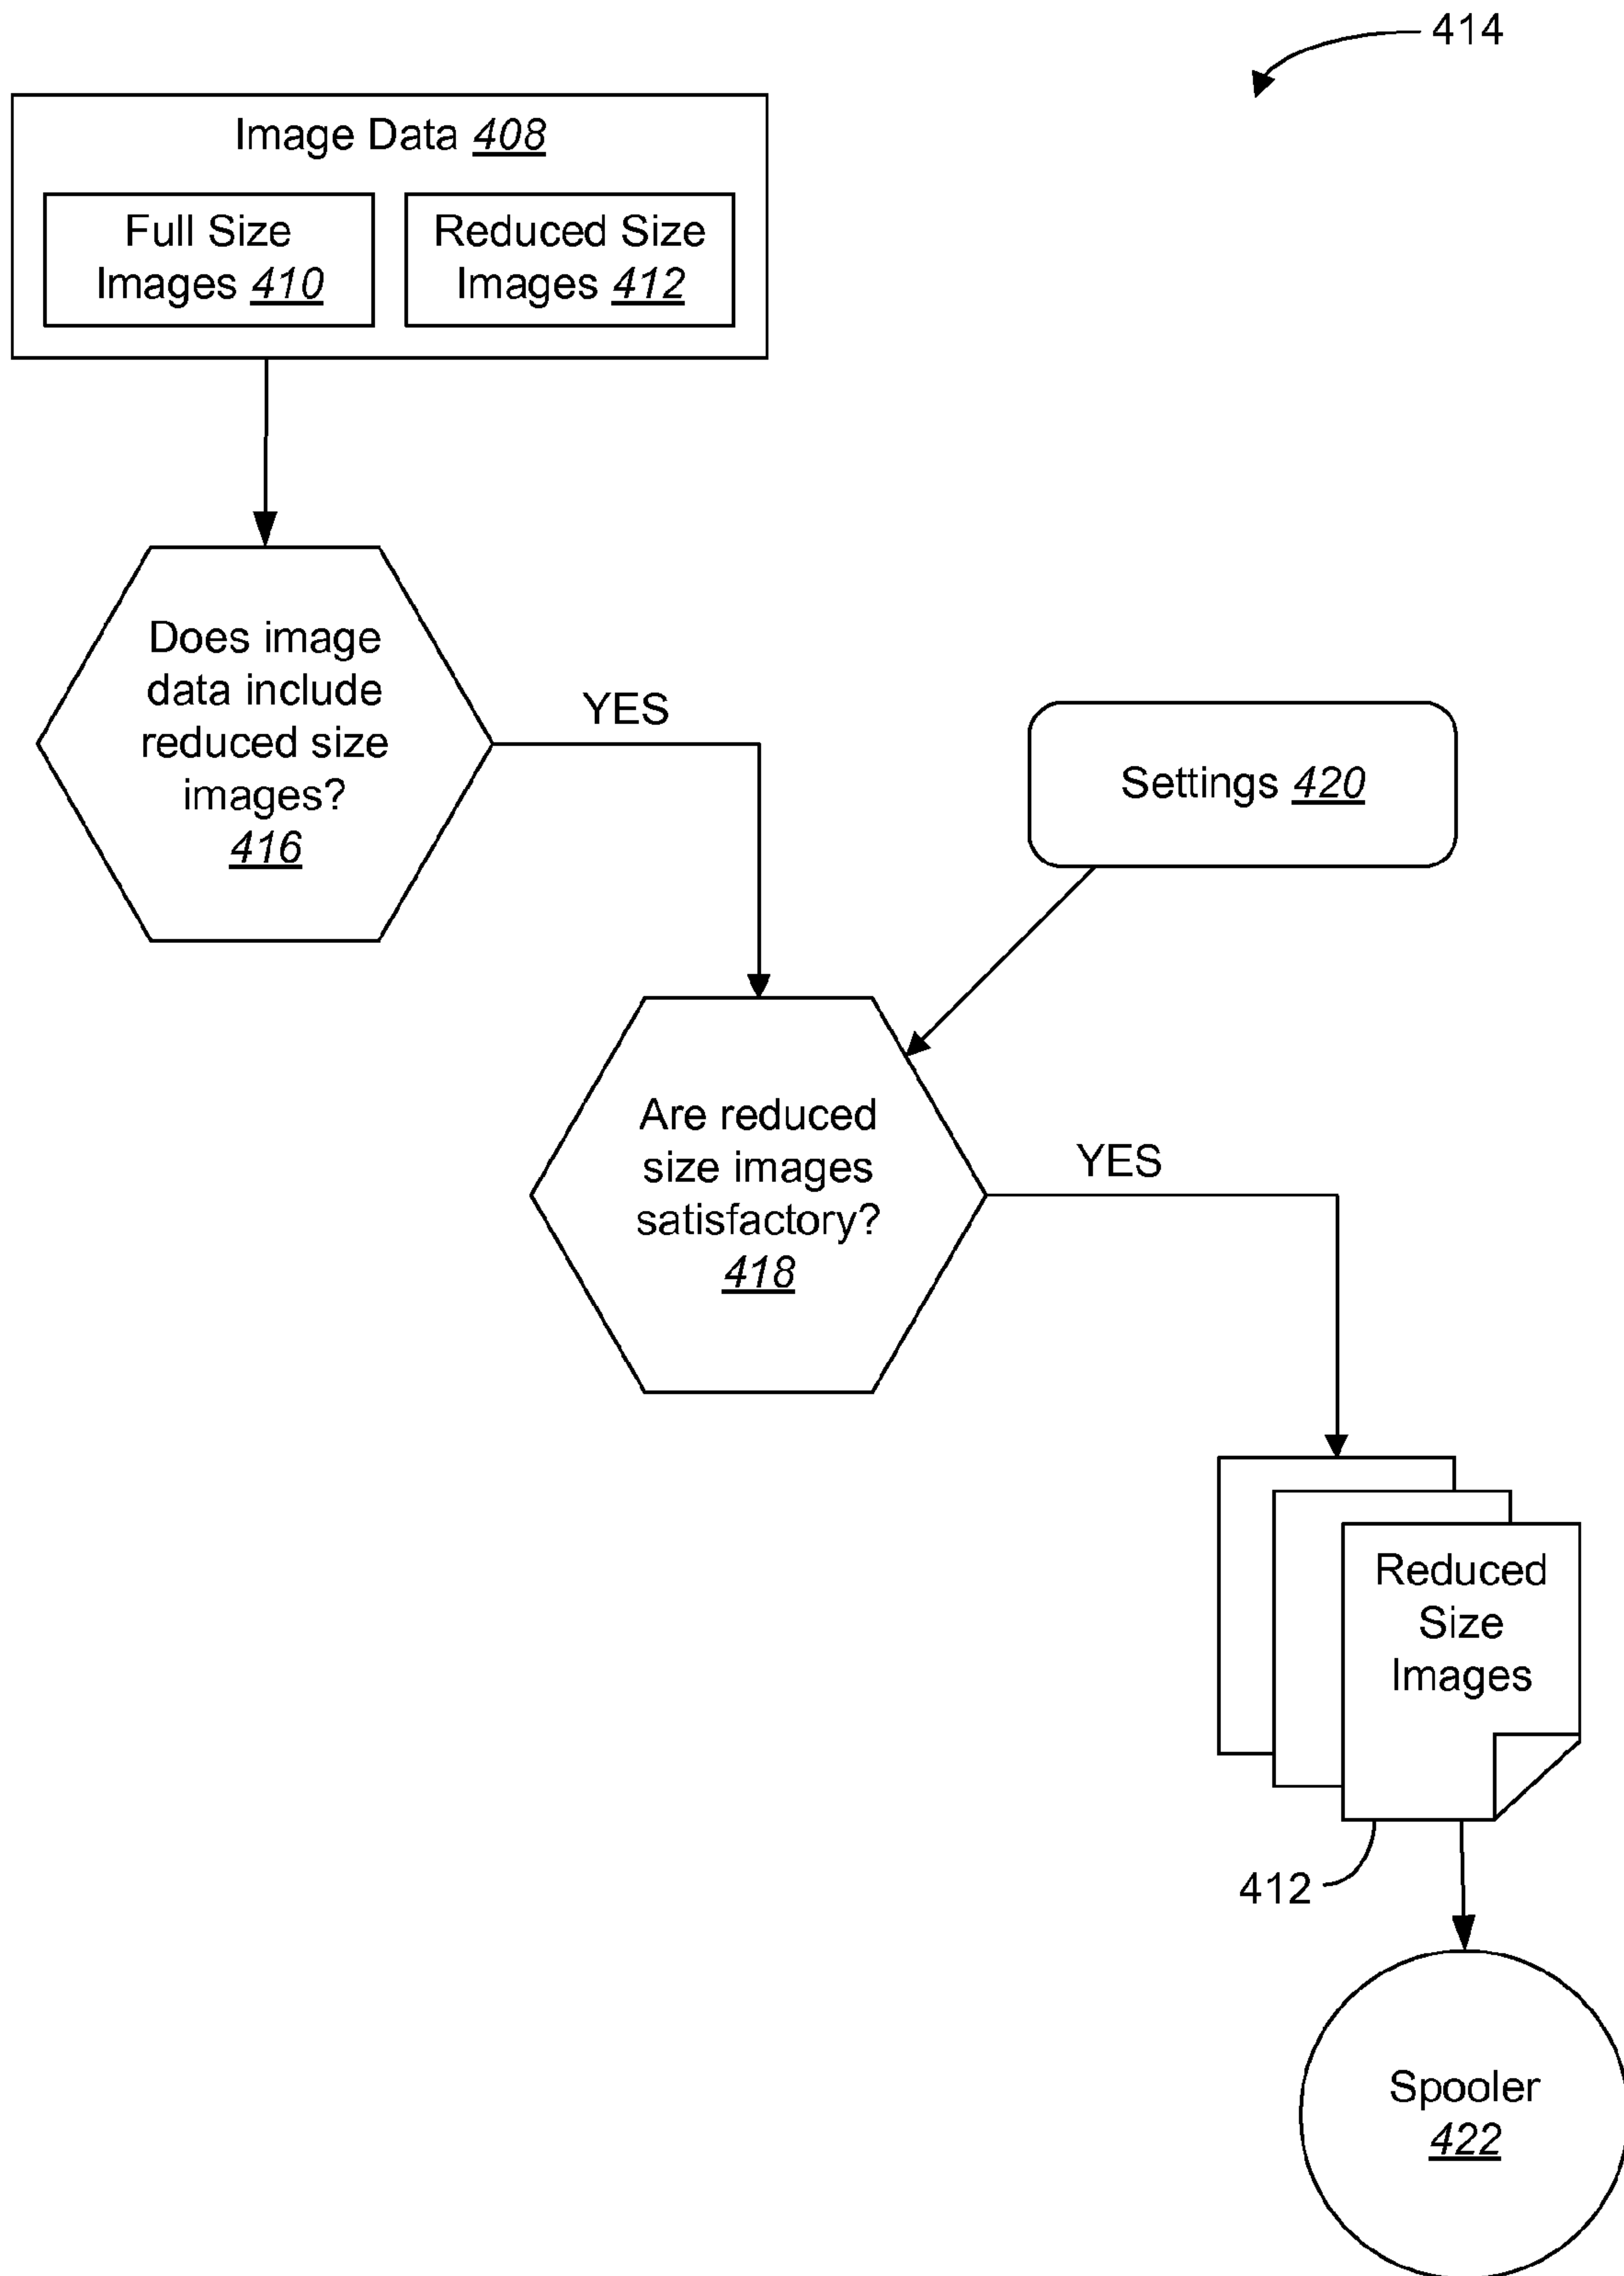 414
Image Data 408
Full Size
Images 410
Reduced Size
Images 412
Does image
data include
reduced size
images?
416
YES
Settings 420
Are reduced
size images
satisfactory?
418
YES
Reduced
Size
Images
412
Spooler
422